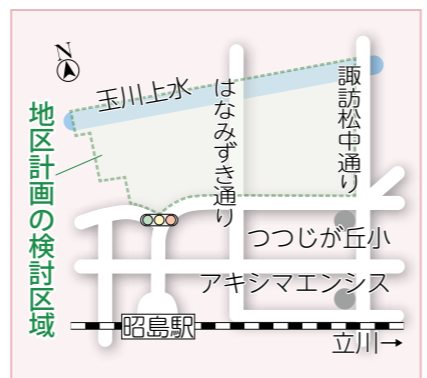 N
玉川上水
はなみずき通り
諏訪松中通り
地区計画の検討区域
つつじが丘小
アキシマエンシス
昭島駅
立川→